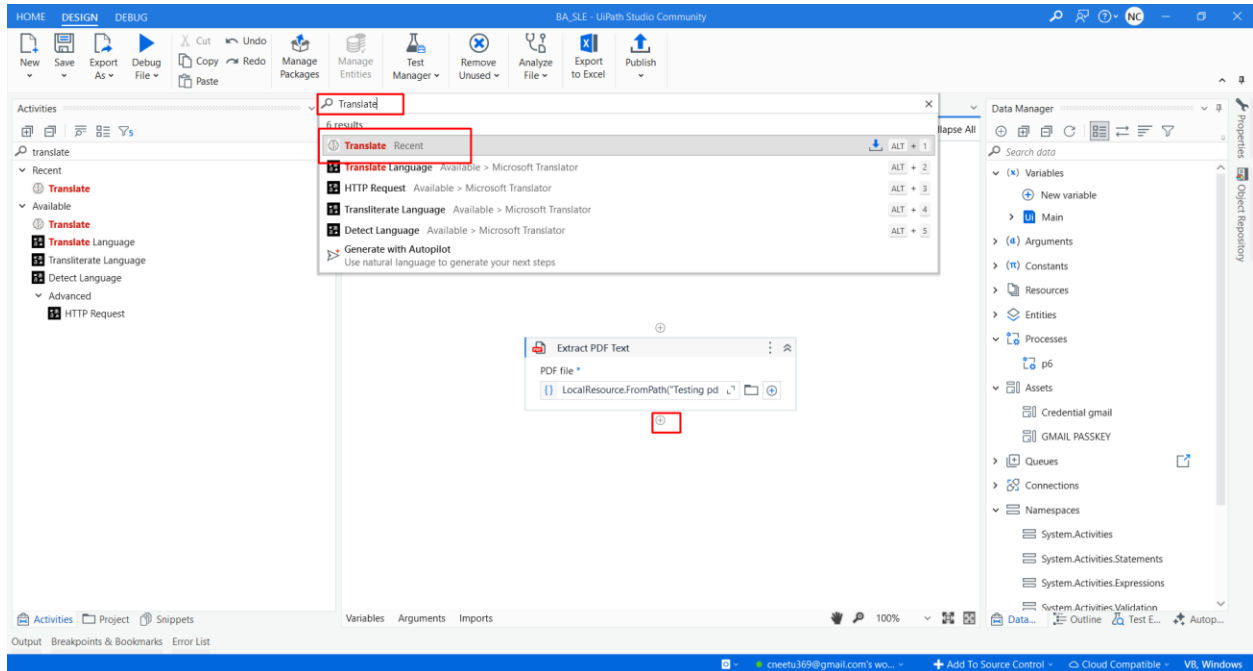 HOME DESIGN DEBUG
BA_SLE - UiPath Studio Community
NC
New Save Export As Debug File
Cut Undo
Copy Redo
Paste
Manage Packages
Manage Entities
Test Manager
Remove Unused
Analyze File
Export to Excel
Publish
Activities
translate
Recent
Translate
Available
Translate
Translate Language
Transliterate Language
Detect Language
Advanced
HTTP Request
Translate
6 results
Translate Recent ALT + 1
Translate Language Available > Microsoft Translator ALT + 2
HTTP Request Available > Microsoft Translator ALT + 3
Transliterate Language Available > Microsoft Translator ALT + 4
Detect Language Available > Microsoft Translator ALT + 5
Generate with Autopilot
Use natural language to generate your next steps
lapse All
Extract PDF Text
PDF file *
LocalResource.FromPath("Testing pd
Data Manager
Search data
Variables
New variable
Main
Arguments
Constants
Resources
Entities
Processes
p6
Assets
Credential gmail
GMAIL PASSKEY
Queues
Connections
Namespaces
System.Activities
System.Activities.Statements
System.Activities.Expressions
System.Activities.Validation
Properties
Object Repository
Activities Project Snippets
Variables Arguments Imports
100%
Data... Outline Test E... Autop...
Output Breakpoints & Bookmarks Error List
cneetu369@gmail.com's wo... Add To Source Control Cloud Compatible VB, Windows